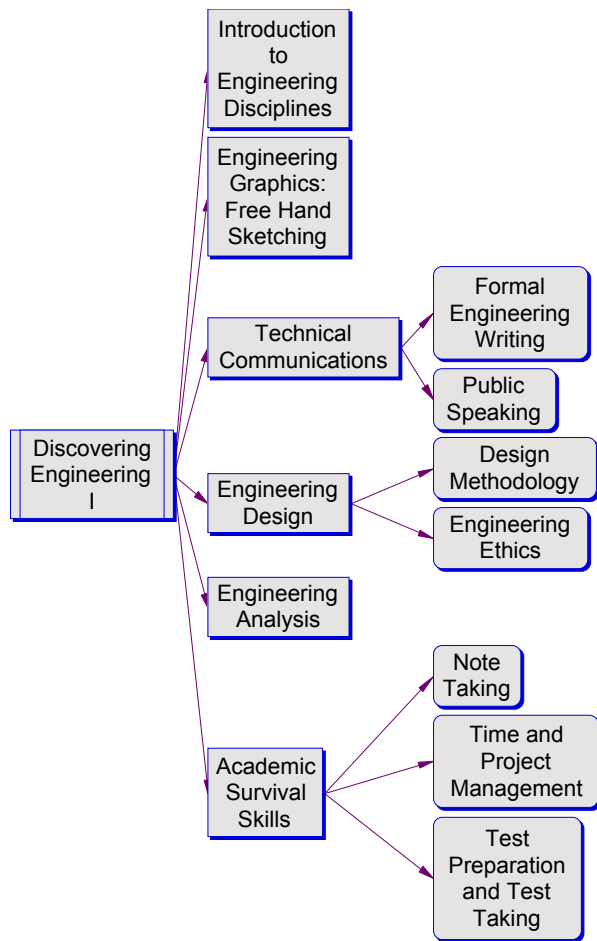 Introduction
to
Engineering
Disciplines
Engineering
Graphics:
Free Hand
Sketching
Technical
Communications
Formal
Engineering
Writing
Public
Speaking
Discovering
Engineering
I
Engineering
Design
Design
Methodology
Engineering
Ethics
Engineering
Analysis
Academic
Survival
Skills
Note
Taking
Time and
Project
Management
Test
Preparation
and Test
Taking